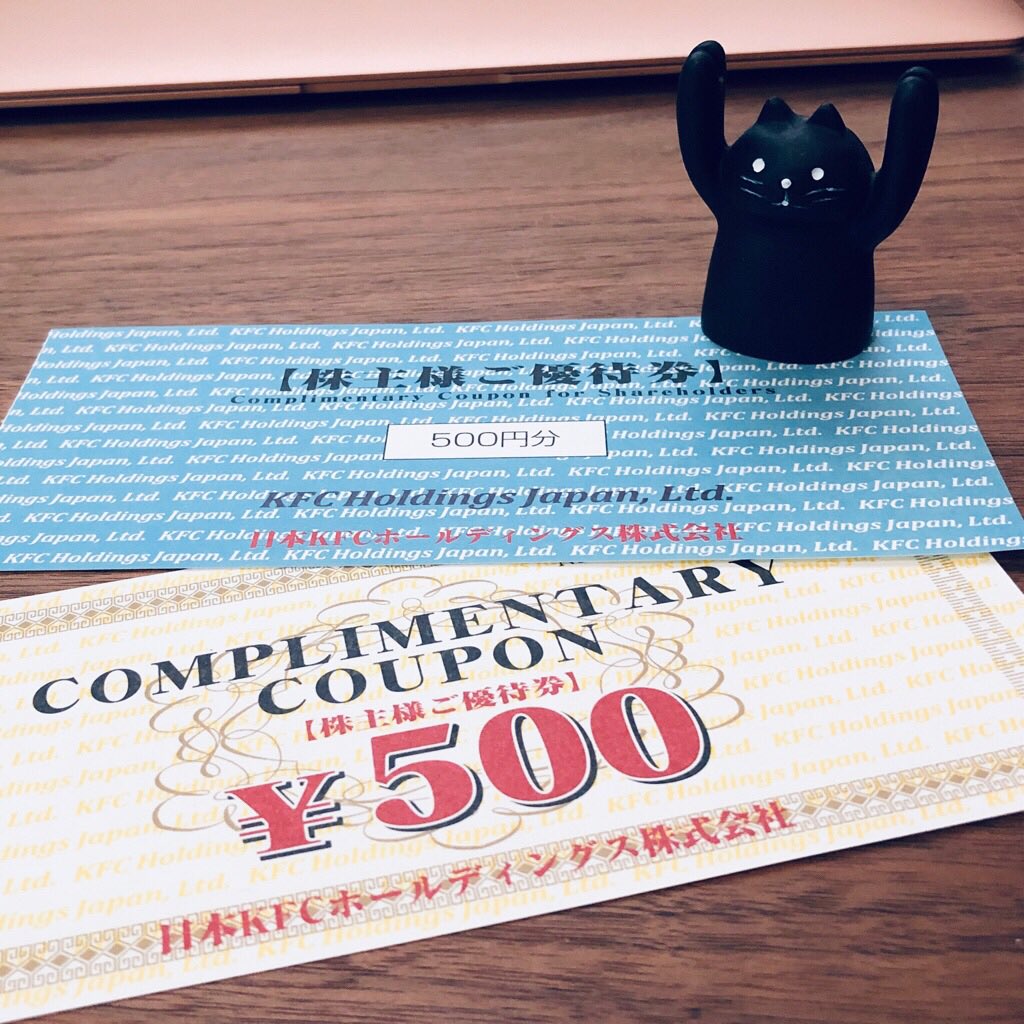 【株主様ご優待券】
Complimentary Coupon for Shareholders
500円分
KFC Holdings Japan, Ltd.
日本KFCホールディングス株式会社
COMPLIMENTARY
COUPON
【株主様ご優待券】
¥500
日本KFCホールディングス株式会社